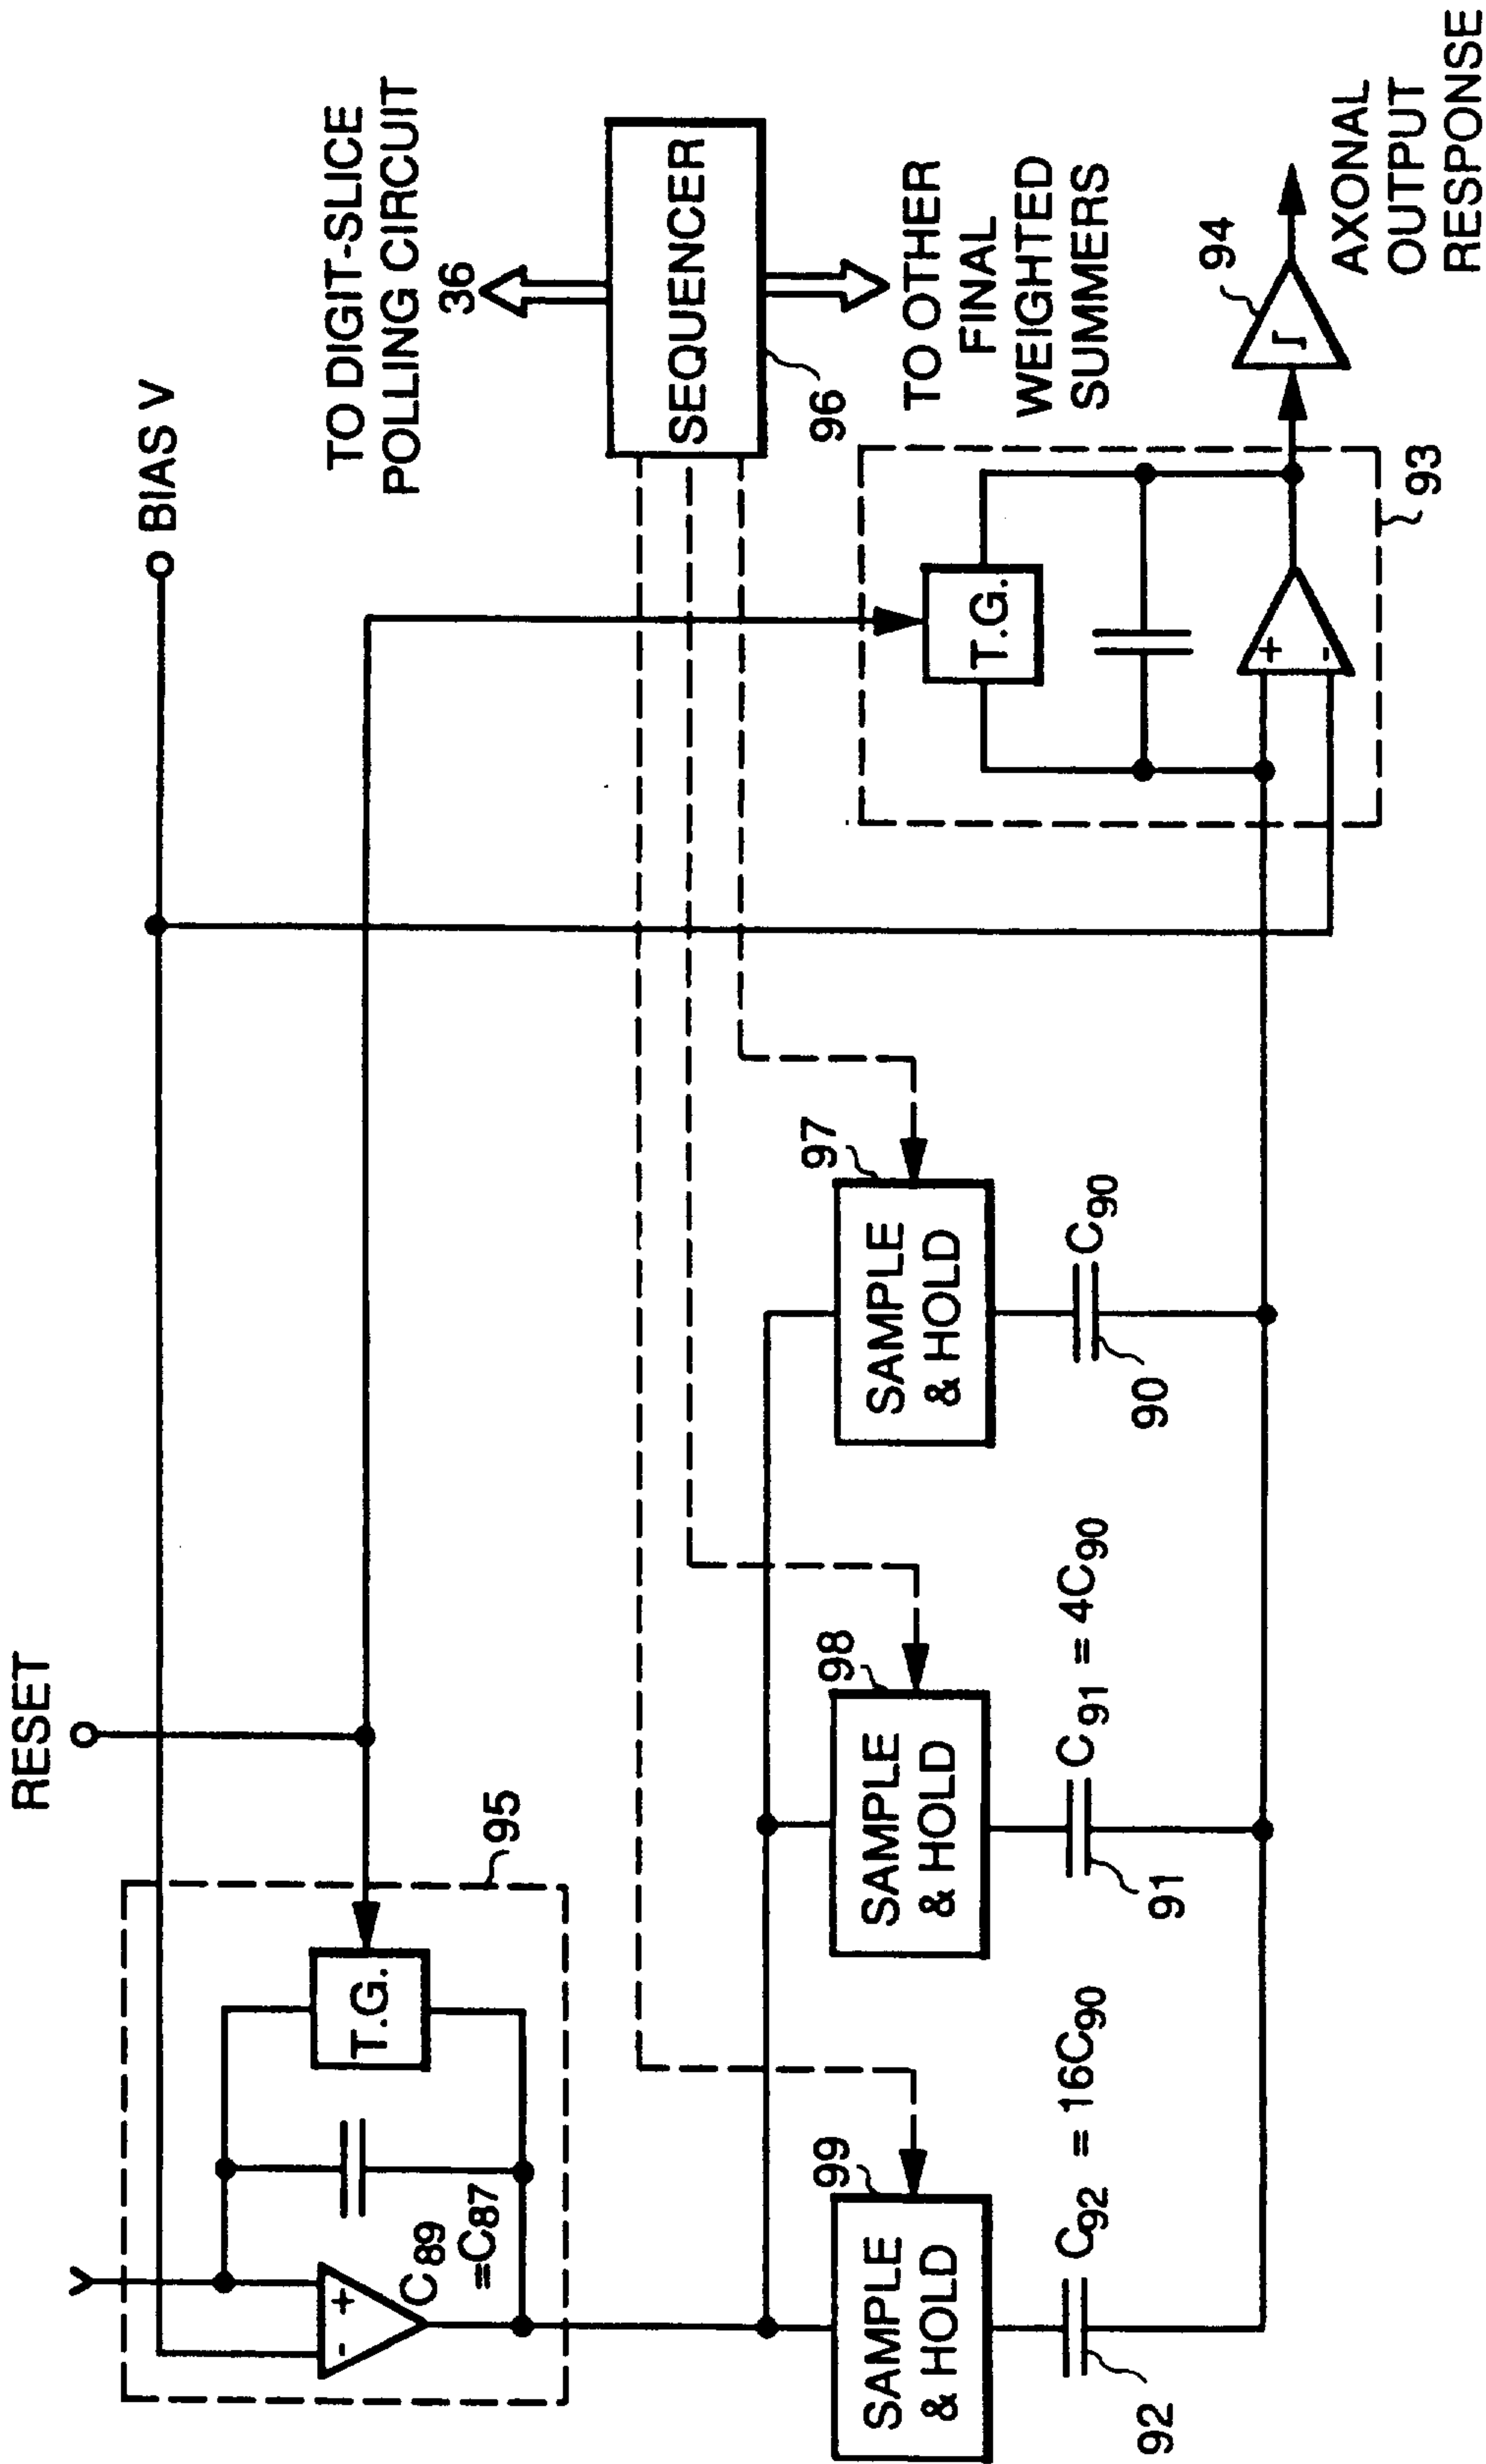 RESET
BIAS V
TO DIGIT-SLICE
POLLING CIRCUIT
36
95
T.G.
+
-
C89
=C87
SEQUENCER
96
TO OTHER
FINAL
WEIGHTED
SUMMERS
99
98
97
SAMPLE
& HOLD
SAMPLE
& HOLD
SAMPLE
& HOLD
C92 = 16C90
C91 = 4C90
C90
92
91
90
T.G.
+
-
93
94
AXONAL
OUTPUT
RESPONSE